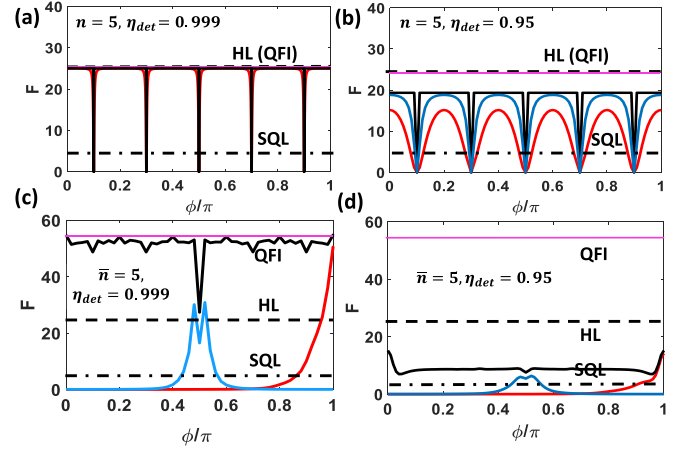 (a)
n = 5, η_det = 0.999
40
30
20
10
0
F
HL (QFI)
SQL
0 0.2 0.4 0.6 0.8 1
ϕ/π
(b)
n = 5, η_det = 0.95
40
30
20
10
0
F
HL (QFI)
SQL
0 0.2 0.4 0.6 0.8 1
ϕ/π
(c)
60
40
20
0
F
n̅ = 5,
η_det = 0.999
QFI
HL
SQL
0 0.2 0.4 0.6 0.8 1
ϕ/π
(d)
60
40
20
0
F
n̅ = 5, η_det = 0.95
QFI
HL
SQL
0 0.2 0.4 0.6 0.8 1
ϕ/π